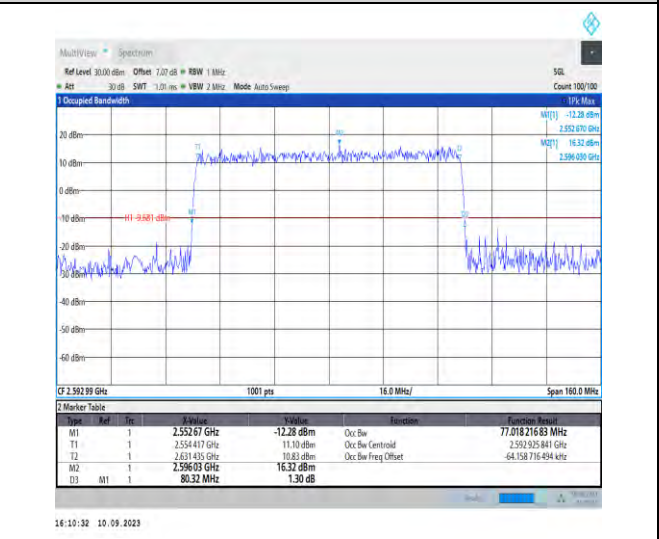 MultiView Spectrum
Ref Level 30.00 dBm Offset 7.07 dB RBW 1 MHz SGL
Att 30 dB SWT 1.01 ms VBW 2 MHz Mode Auto Sweep Count 100/100
1 Occupied Bandwidth 1Pk Max
M1[1] -12.28 dBm
2.552 670 GHz
M2[1] 16.32 dBm
2.596 030 GHz
20 dBm
T1
10 dBm
0 dBm
M1
-10 dBm H1 -9.681 dBm
-20 dBm
-30 dBm
-40 dBm
-50 dBm
-60 dBm
CF 2.592 99 GHz 1001 pts 16.0 MHz/ Span 160.0 MHz
2 Marker Table
Type Ref Trc X-Value Y-Value Function Function Result
M1 1 2.552 67 GHz -12.28 dBm Occ Bw 77.018 216 83 MHz
T1 1 2.554 417 GHz 11.10 dBm Occ Bw Centroid 2.592 925 841 GHz
T2 1 2.631 435 GHz 10.83 dBm Occ Bw Freq Offset -64.158 716 494 kHz
M2 1 2.596 03 GHz 16.32 dBm
D3 M1 1 80.32 MHz 1.30 dB
16:10:32 10.09.2023